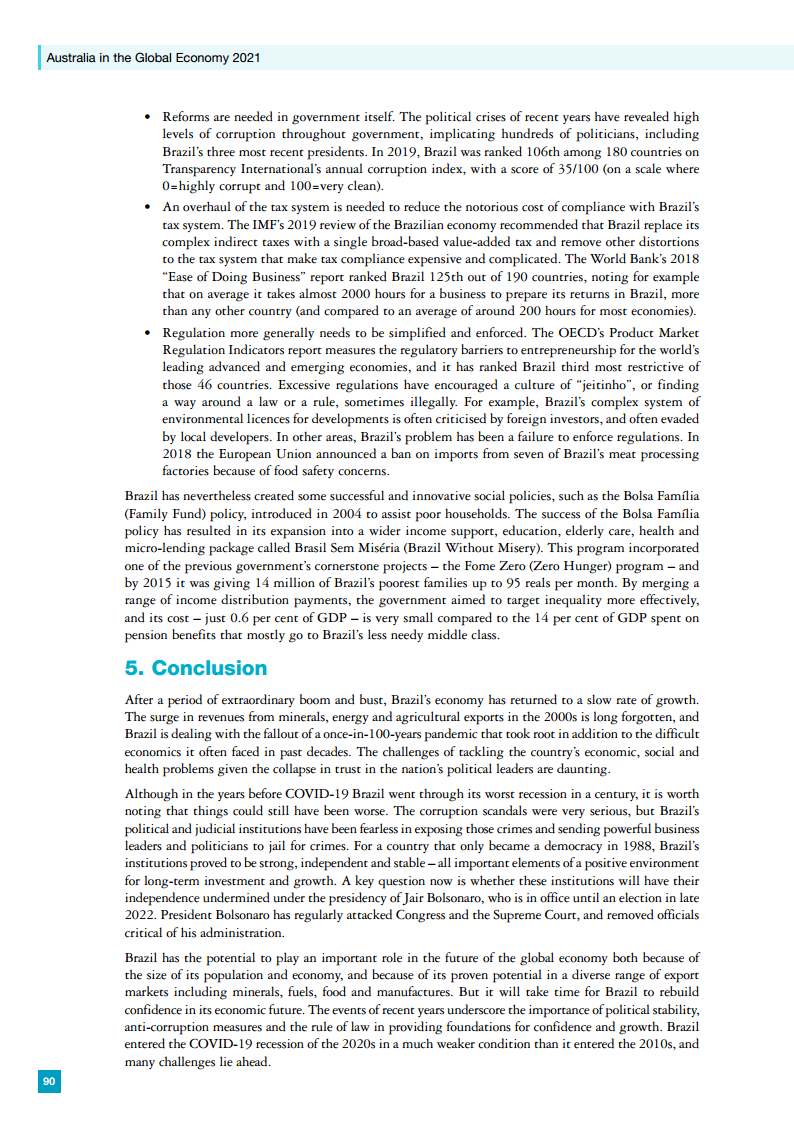 Australia in the Global Economy 2021
• Reforms are needed in government itself. The political crises of recent years have revealed high
levels of corruption throughout government, implicating hundreds of politicians, including
Brazil’s three most recent presidents. In 2019, Brazil was ranked 106th among 180 countries on
Transparency International’s annual corruption index, with a score of 35/100 (on a scale where
0=highly corrupt and 100=very clean).
• An overhaul of the tax system is needed to reduce the notorious cost of compliance with Brazil’s
tax system. The IMF’s 2019 review of the Brazilian economy recommended that Brazil replace its
complex indirect taxes with a single broad-based value-added tax and remove other distortions
to the tax system that make tax compliance expensive and complicated. The World Bank’s 2018
“Ease of Doing Business” report ranked Brazil 125th out of 190 countries, noting for example
that on average it takes almost 2000 hours for a business to prepare its returns in Brazil, more
than any other country (and compared to an average of around 200 hours for most economies).
• Regulation more generally needs to be simplified and enforced. The OECD’s Product Market
Regulation Indicators report measures the regulatory barriers to entrepreneurship for the world’s
leading advanced and emerging economies, and it has ranked Brazil third most restrictive of
those 46 countries. Excessive regulations have encouraged a culture of “jeitinho”, or finding
a way around a law or a rule, sometimes illegally. For example, Brazil’s complex system of
environmental licences for developments is often criticised by foreign investors, and often evaded
by local developers. In other areas, Brazil’s problem has been a failure to enforce regulations. In
2018 the European Union announced a ban on imports from seven of Brazil’s meat processing
factories because of food safety concerns.
Brazil has nevertheless created some successful and innovative social policies, such as the Bolsa Família
(Family Fund) policy, introduced in 2004 to assist poor households. The success of the Bolsa Família
policy has resulted in its expansion into a wider income support, education, elderly care, health and
micro-lending package called Brasil Sem Miséria (Brazil Without Misery). This program incorporated
one of the previous government’s cornerstone projects – the Fome Zero (Zero Hunger) program – and
by 2015 it was giving 14 million of Brazil’s poorest families up to 95 reals per month. By merging a
range of income distribution payments, the government aimed to target inequality more effectively,
and its cost – just 0.6 per cent of GDP – is very small compared to the 14 per cent of GDP spent on
pension benefits that mostly go to Brazil’s less needy middle class.
5. Conclusion
After a period of extraordinary boom and bust, Brazil’s economy has returned to a slow rate of growth.
The surge in revenues from minerals, energy and agricultural exports in the 2000s is long forgotten, and
Brazil is dealing with the fallout of a once-in-100-years pandemic that took root in addition to the difficult
economics it often faced in past decades. The challenges of tackling the country’s economic, social and
health problems given the collapse in trust in the nation’s political leaders are daunting.
Although in the years before COVID-19 Brazil went through its worst recession in a century, it is worth
noting that things could still have been worse. The corruption scandals were very serious, but Brazil’s
political and judicial institutions have been fearless in exposing those crimes and sending powerful business
leaders and politicians to jail for crimes. For a country that only became a democracy in 1988, Brazil’s
institutions proved to be strong, independent and stable – all important elements of a positive environment
for long-term investment and growth. A key question now is whether these institutions will have their
independence undermined under the presidency of Jair Bolsonaro, who is in office until an election in late
2022. President Bolsonaro has regularly attacked Congress and the Supreme Court, and removed officials
critical of his administration.
Brazil has the potential to play an important role in the future of the global economy both because of
the size of its population and economy, and because of its proven potential in a diverse range of export
markets including minerals, fuels, food and manufactures. But it will take time for Brazil to rebuild
confidence in its economic future. The events of recent years underscore the importance of political stability,
anti-corruption measures and the rule of law in providing foundations for confidence and growth. Brazil
entered the COVID-19 recession of the 2020s in a much weaker condition than it entered the 2010s, and
many challenges lie ahead.
90